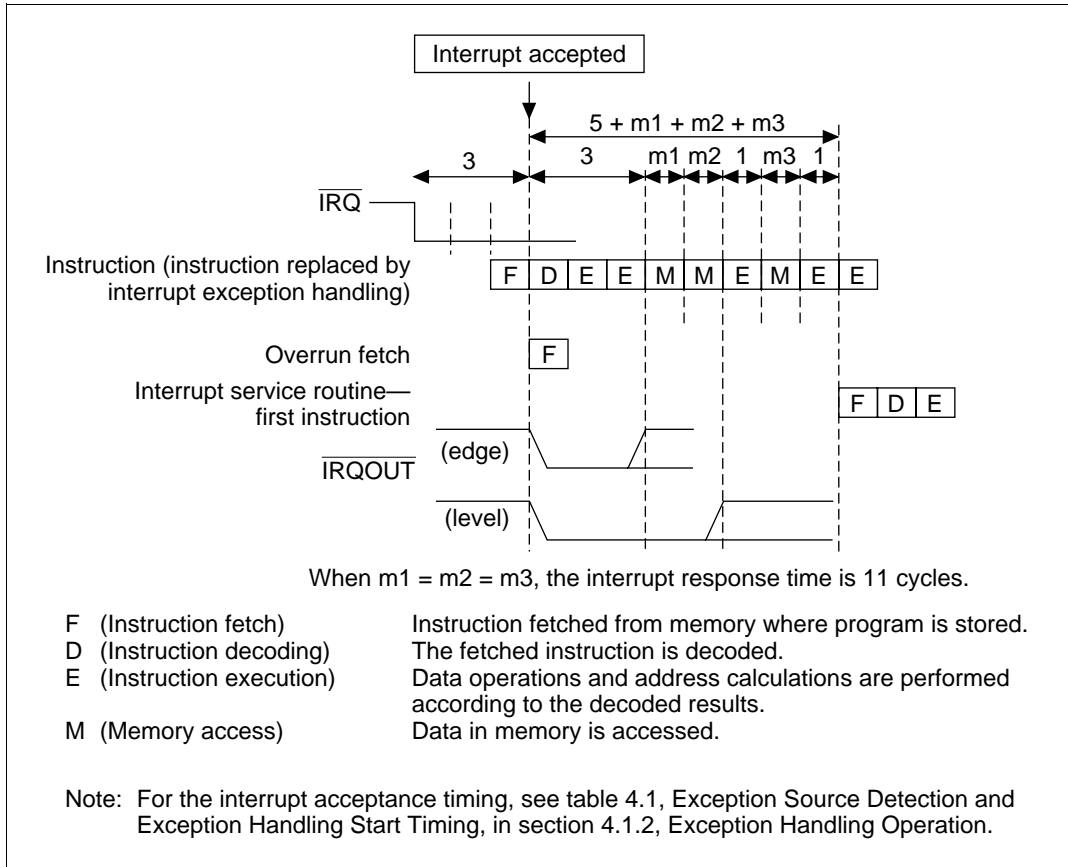 Interrupt accepted
5 + m1 + m2 + m3
3 3 m1 m2 1 m3 1
IRQ
Instruction (instruction replaced by
interrupt exception handling)
F D E E M M E M E E
Overrun fetch
F
Interrupt service routine—
first instruction
F D E
(edge)
IRQOUT
(level)
When m1 = m2 = m3, the interrupt response time is 11 cycles.
F (Instruction fetch) Instruction fetched from memory where program is stored.
D (Instruction decoding) The fetched instruction is decoded.
E (Instruction execution) Data operations and address calculations are performed
according to the decoded results.
M (Memory access) Data in memory is accessed.
Note: For the interrupt acceptance timing, see table 4.1, Exception Source Detection and
Exception Handling Start Timing, in section 4.1.2, Exception Handling Operation.